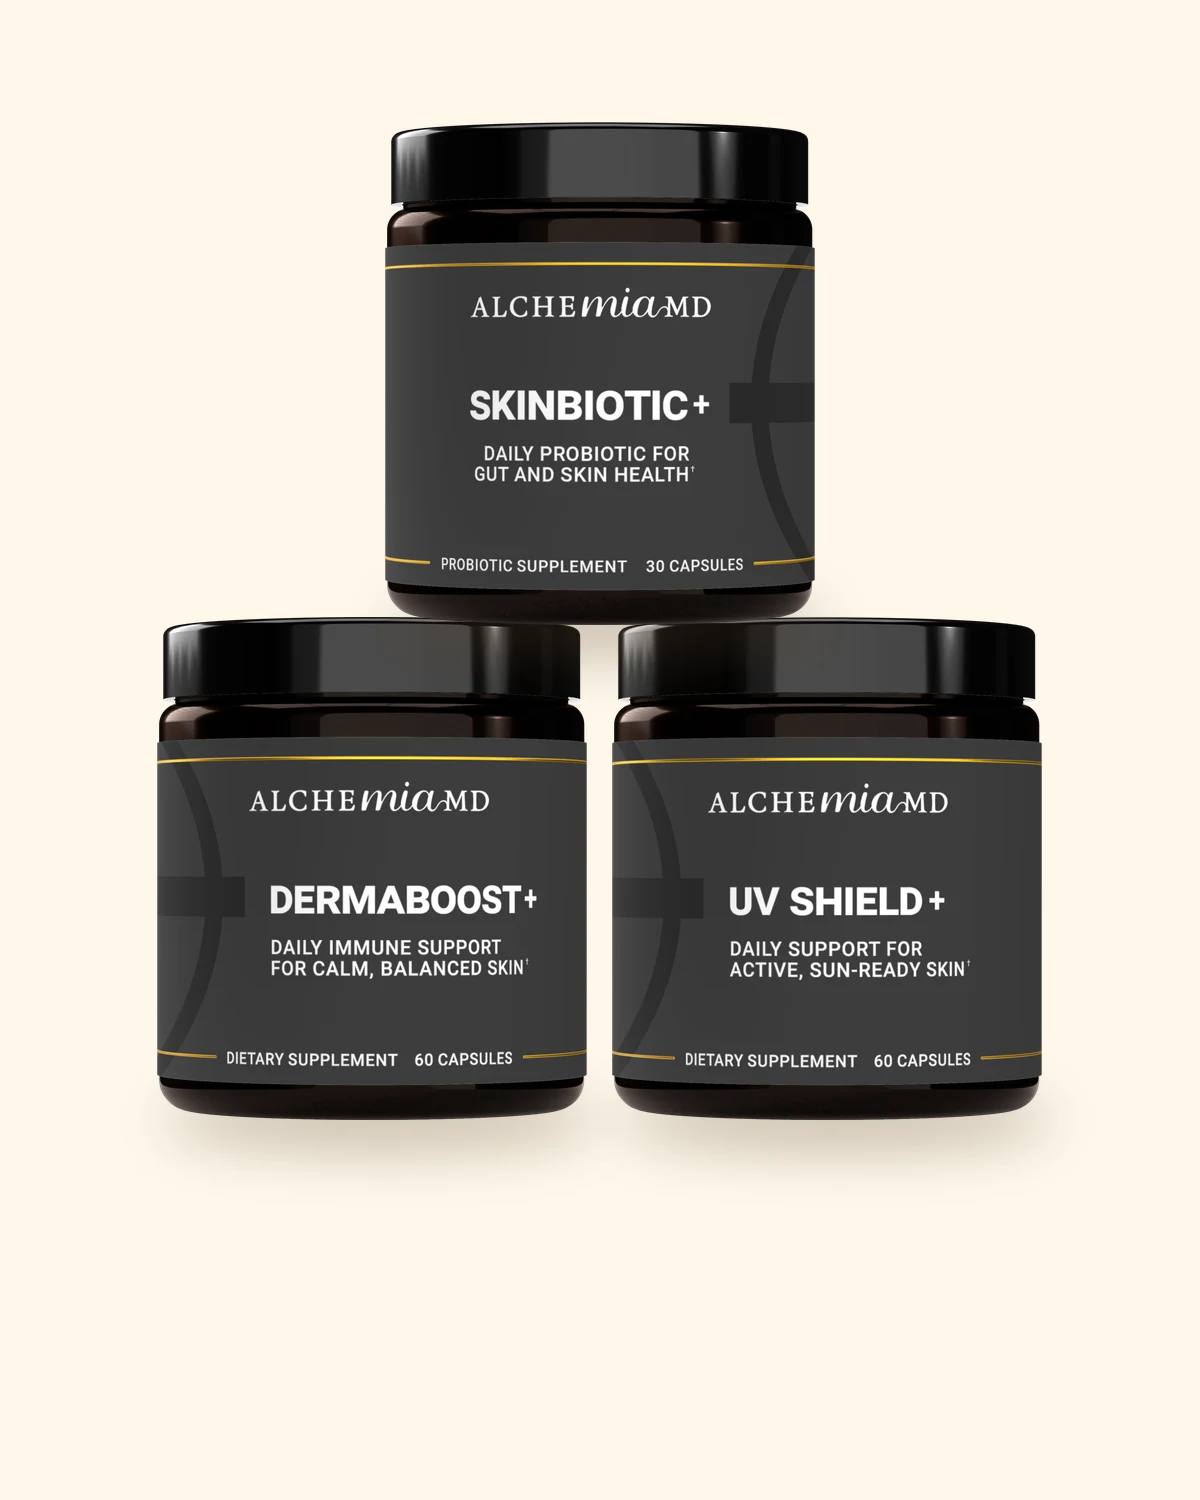 ALCHEmiaMD
SKINBIOTIC+
DAILY PROBIOTIC FOR
GUT AND SKIN HEALTH†
PROBIOTIC SUPPLEMENT 30 CAPSULES
ALCHEmiaMD
DERMABOOST+
DAILY IMMUNE SUPPORT
FOR CALM, BALANCED SKIN†
DIETARY SUPPLEMENT 60 CAPSULES
ALCHEmiaMD
UV SHIELD+
DAILY SUPPORT FOR
ACTIVE, SUN-READY SKIN†
DIETARY SUPPLEMENT 60 CAPSULES